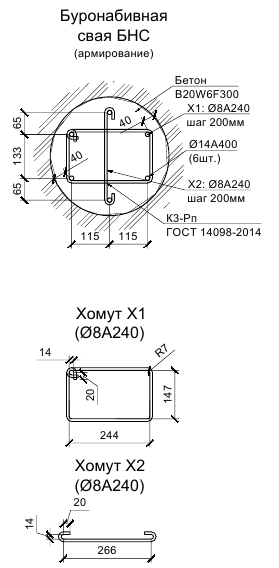 Буронабивная
свая БНС
(армирование)
Бетон
B20W6F300
X1: Ø8A240
шаг 200мм
Ø14A400
(6шт.)
X2: Ø8A240
шаг 200мм
К3-Рп
ГОСТ 14098-2014
65
133
65
40
40
115
115
Хомут X1
(Ø8A240)
14
R7
20
147
244
Хомут X2
(Ø8A240)
20
14
266